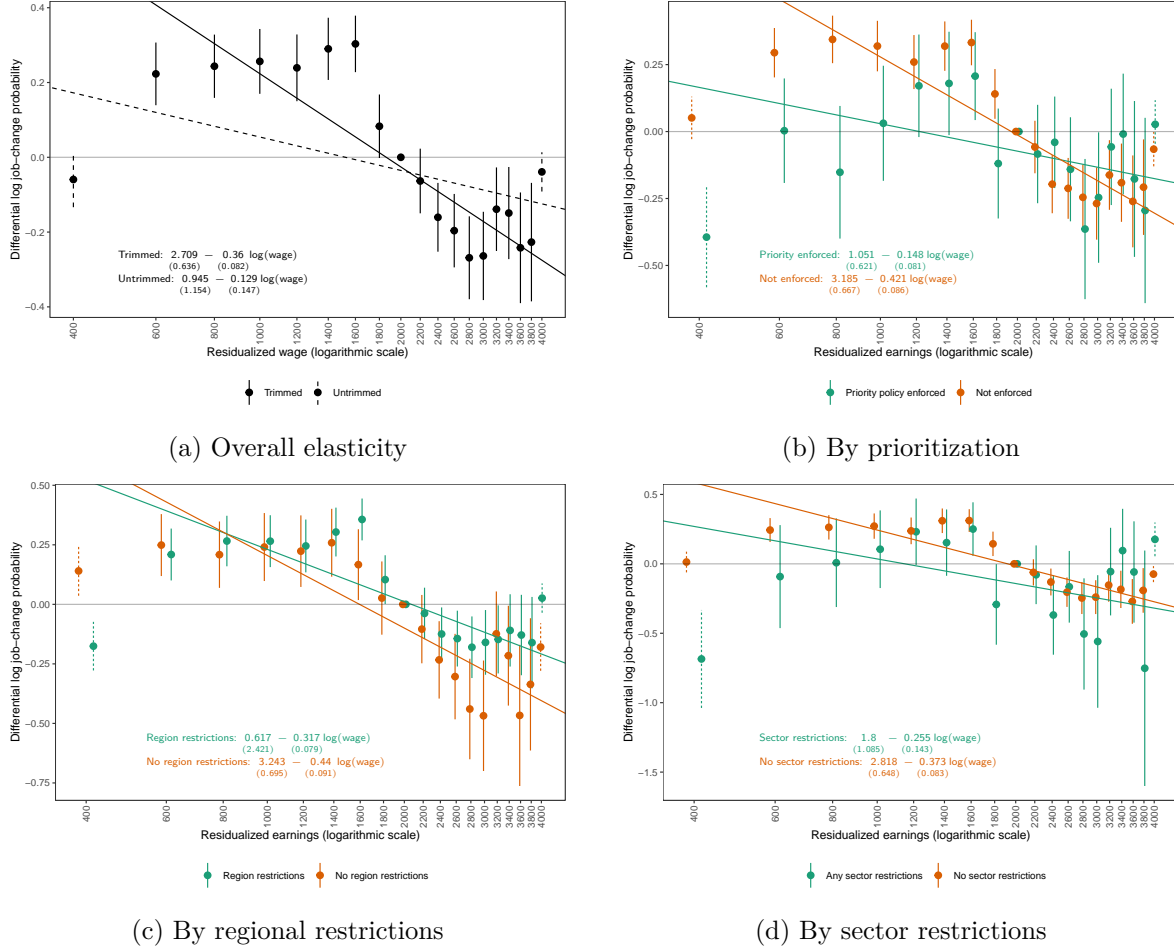 Differential log job−change probability
0.4
0.2
0.0
−0.2
−0.4
Trimmed: 2.709 − 0.36 log(wage)
(0.636) (0.082)
Untrimmed: 0.945 − 0.129 log(wage)
(1.154) (0.147)
400 600 800 1000 1200 1400 1600 1800 2000 2200 2400 2600 2800 3000 3200 3400 3600 3800 4000
Residualized wage (logarithmic scale)
Trimmed Untrimmed
(a) Overall elasticity
Differential log job−change probability
0.25
0.00
−0.25
−0.50
Priority enforced: 1.051 − 0.148 log(wage)
(0.621) (0.081)
Not enforced: 3.185 − 0.421 log(wage)
(0.667) (0.086)
400 600 800 1000 1200 1400 1600 1800 2000 2200 2400 2600 2800 3000 3200 3400 3600 3800 4000
Residualized earnings (logarithmic scale)
Priority policy enforced Not enforced
(b) By prioritization
Differential log job−change probability
0.50
0.25
0.00
−0.25
−0.50
−0.75
Region restrictions: 0.617 − 0.317 log(wage)
(2.421) (0.079)
No region restrictions: 3.243 − 0.44 log(wage)
(0.695) (0.091)
400 600 800 1000 1200 1400 1600 1800 2000 2200 2400 2600 2800 3000 3200 3400 3600 3800 4000
Residualized earnings (logarithmic scale)
Region restrictions No region restrictions
(c) By regional restrictions
Differential log job−change probability
0.5
0.0
−0.5
−1.0
−1.5
Sector restrictions: 1.8 − 0.255 log(wage)
(1.085) (0.143)
No sector restrictions: 2.818 − 0.373 log(wage)
(0.648) (0.083)
400 600 800 1000 1200 1400 1600 1800 2000 2200 2400 2600 2800 3000 3200 3400 3600 3800 4000
Residualized earnings (logarithmic scale)
Any sector restrictions No sector restrictions
(d) By sector restrictions